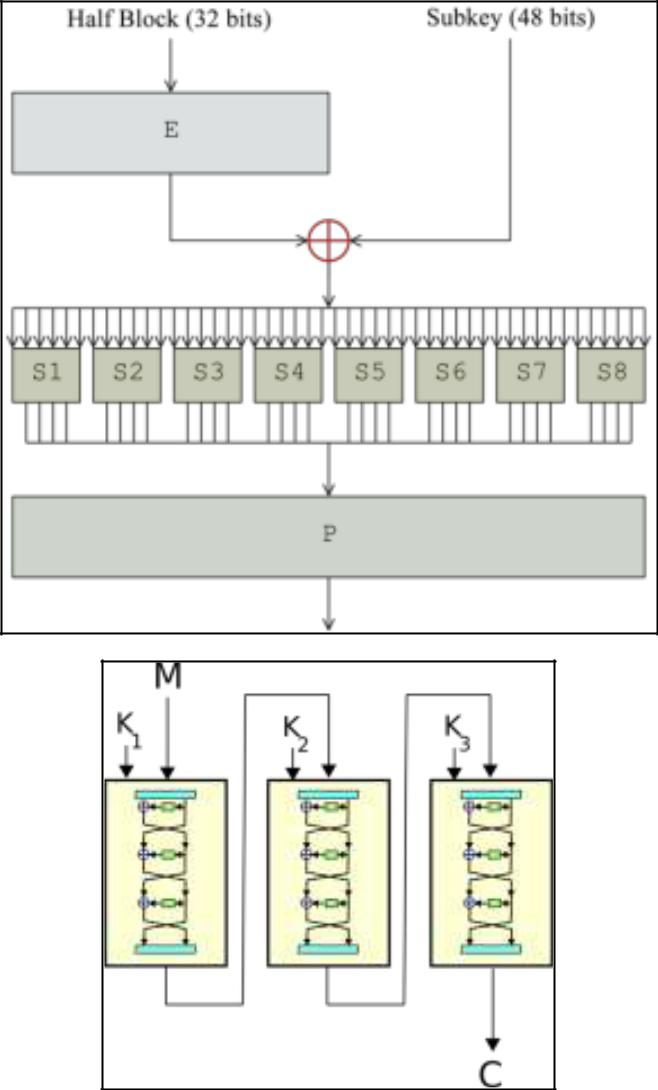 Half Block (32 bits) Subkey (48 bits)
E
S1 S2 S3 S4 S5 S6 S7 S8
P
M
K1 K2 K3
C